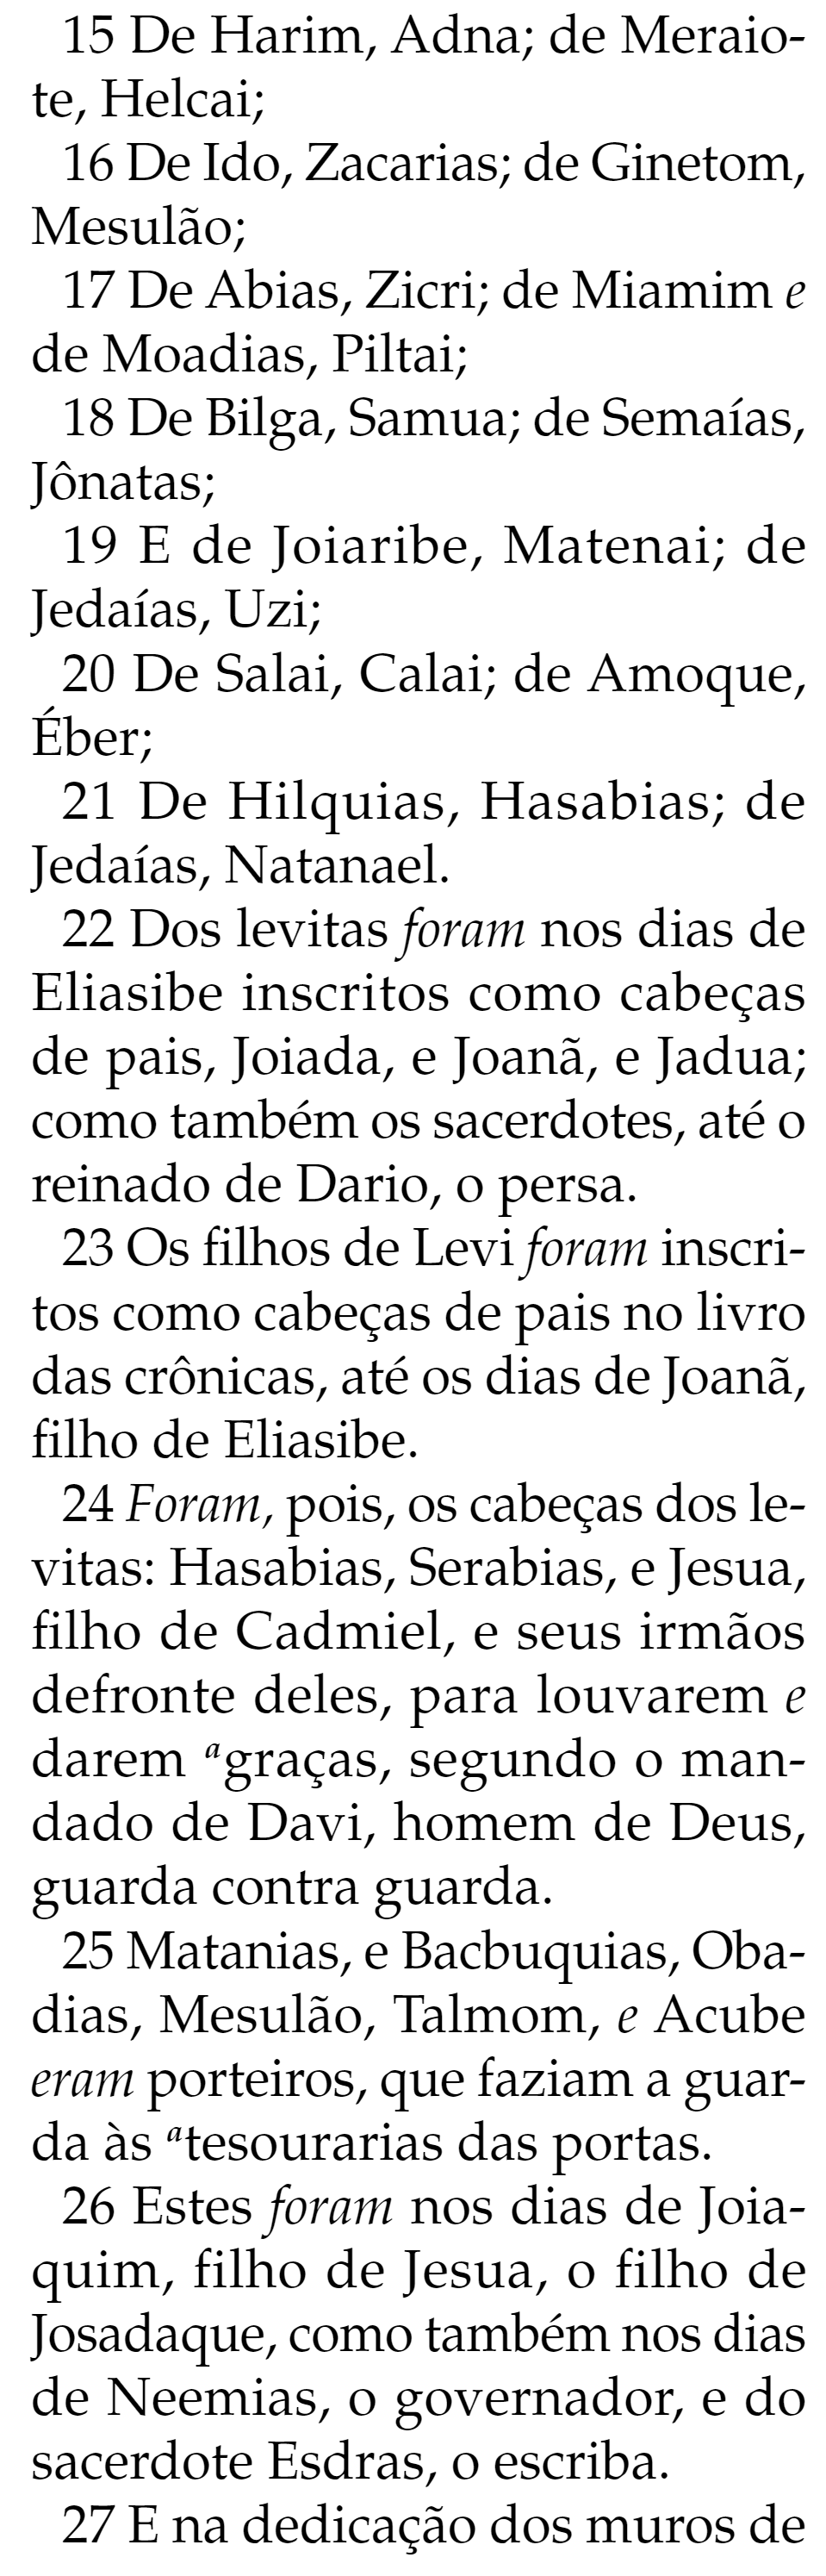 15 De Harim, Adna; de Meraio-
te, Helcai;
16 De Ido, Zacarias; de Ginetom,
Mesulão;
17 De Abias, Zicri; de Miamim e
de Moadias, Piltai;
18 De Bilga, Samua; de Semaías,
Jônatas;
19 E de Joiaribe, Matenai; de
Jedaías, Uzi;
20 De Salai, Calai; de Amoque,
Éber;
21 De Hilquias, Hasabias; de
Jedaías, Natanael.
22 Dos levitas foram nos dias de
Eliasibe inscritos como cabeças
de pais, Joiada, e Joanã, e Jadua;
como também os sacerdotes, até o
reinado de Dario, o persa.
23 Os filhos de Levi foram inscri-
tos como cabeças de pais no livro
das crônicas, até os dias de Joanã,
filho de Eliasibe.
24 Foram, pois, os cabeças dos le-
vitas: Hasabias, Serabias, e Jesua,
filho de Cadmiel, e seus irmãos
defronte deles, para louvarem e
darem ᵃgraças, segundo o man-
dado de Davi, homem de Deus,
guarda contra guarda.
25 Matanias, e Bacbuquias, Oba-
dias, Mesulão, Talmom, e Acube
eram porteiros, que faziam a guar-
da às ᵃtesourarias das portas.
26 Estes foram nos dias de Joia-
quim, filho de Jesua, o filho de
Josadaque, como também nos dias
de Neemias, o governador, e do
sacerdote Esdras, o escriba.
27 E na dedicação dos muros de